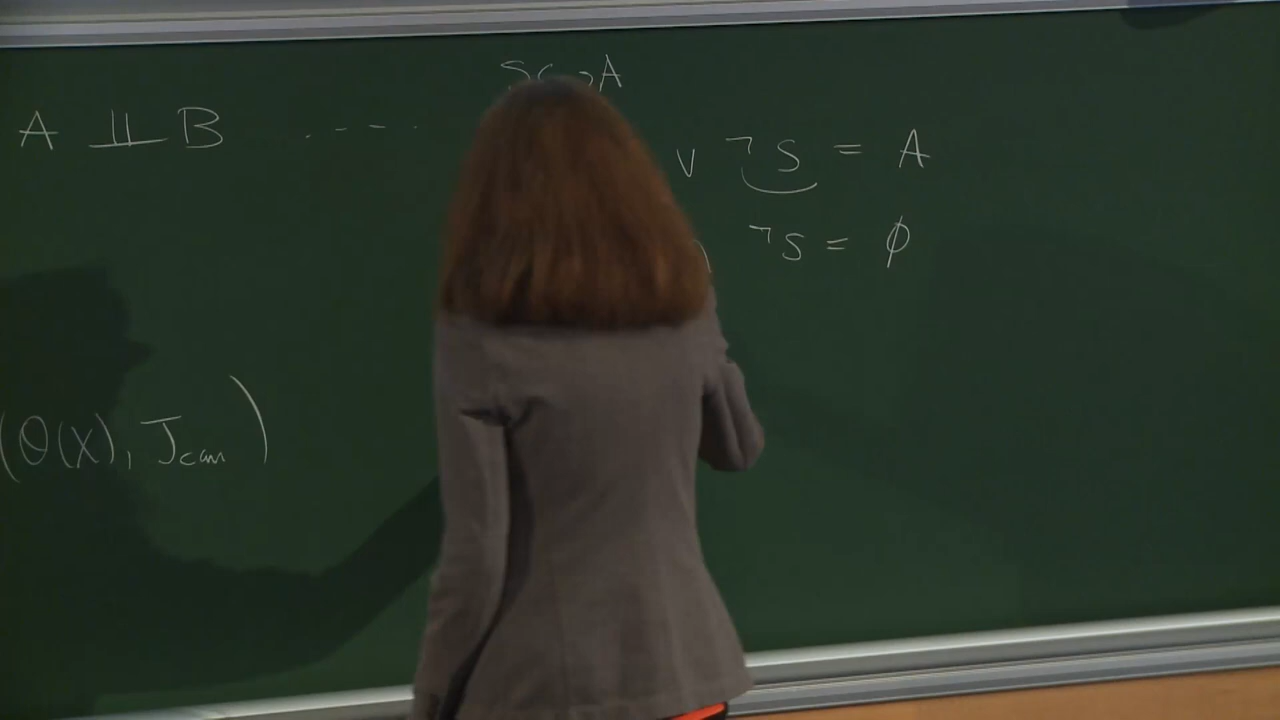 A ⫫ B - - - -
S A
∨ ¬S = A
¬S = ∅
(O(X), J_can)